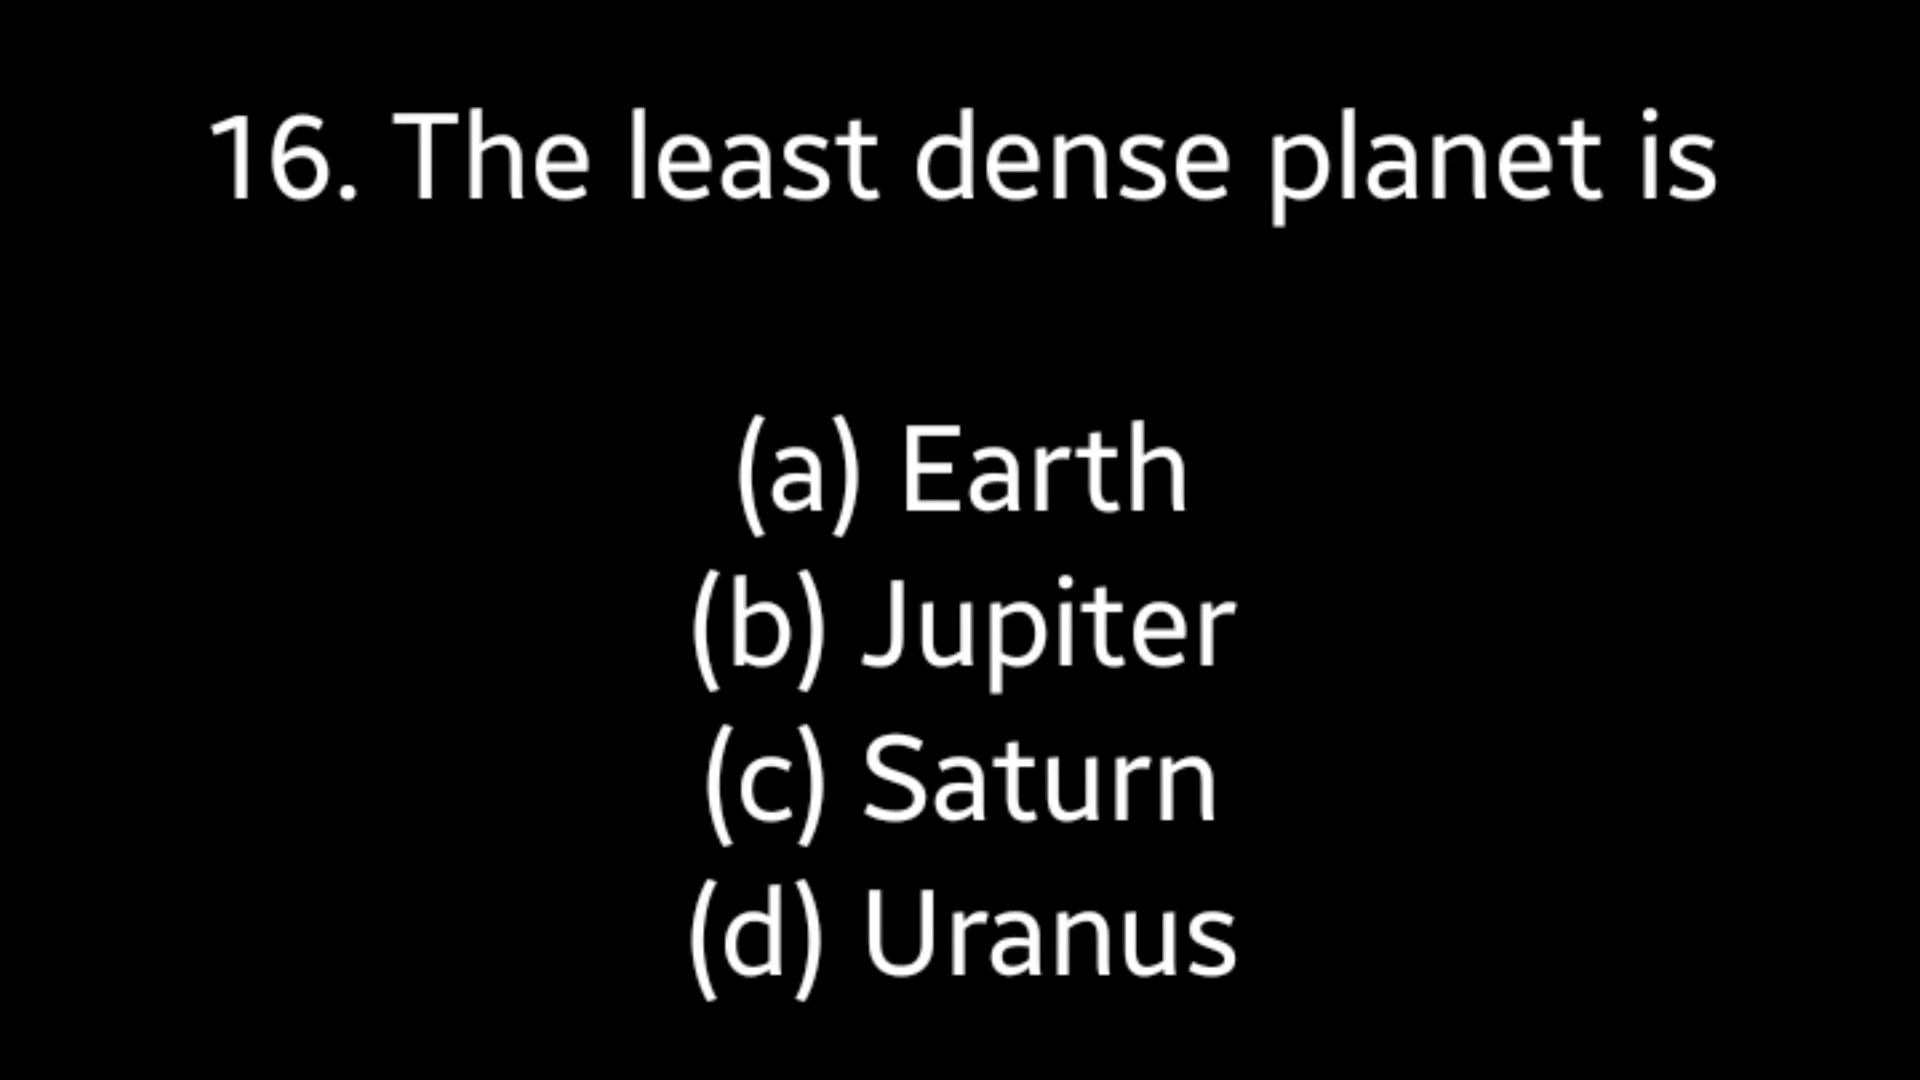 16. The least dense planet is
(a) Earth
(b) Jupiter
(c) Saturn
(d) Uranus